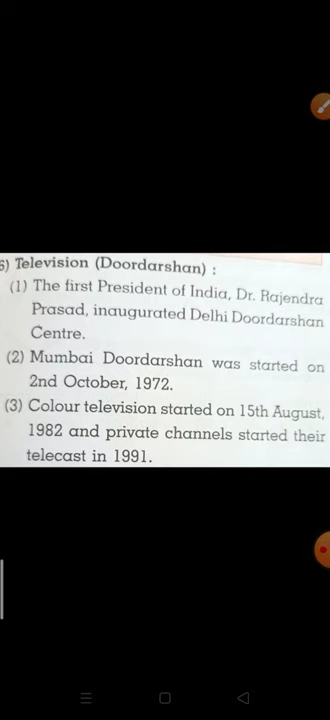 6) Television (Doordarshan) :
(1) The first President of India, Dr. Rajendra
Prasad, inaugurated Delhi Doordarshan
Centre.
(2) Mumbai Doordarshan was started on
2nd October, 1972.
(3) Colour television started on 15th August,
1982 and private channels started their
telecast in 1991.